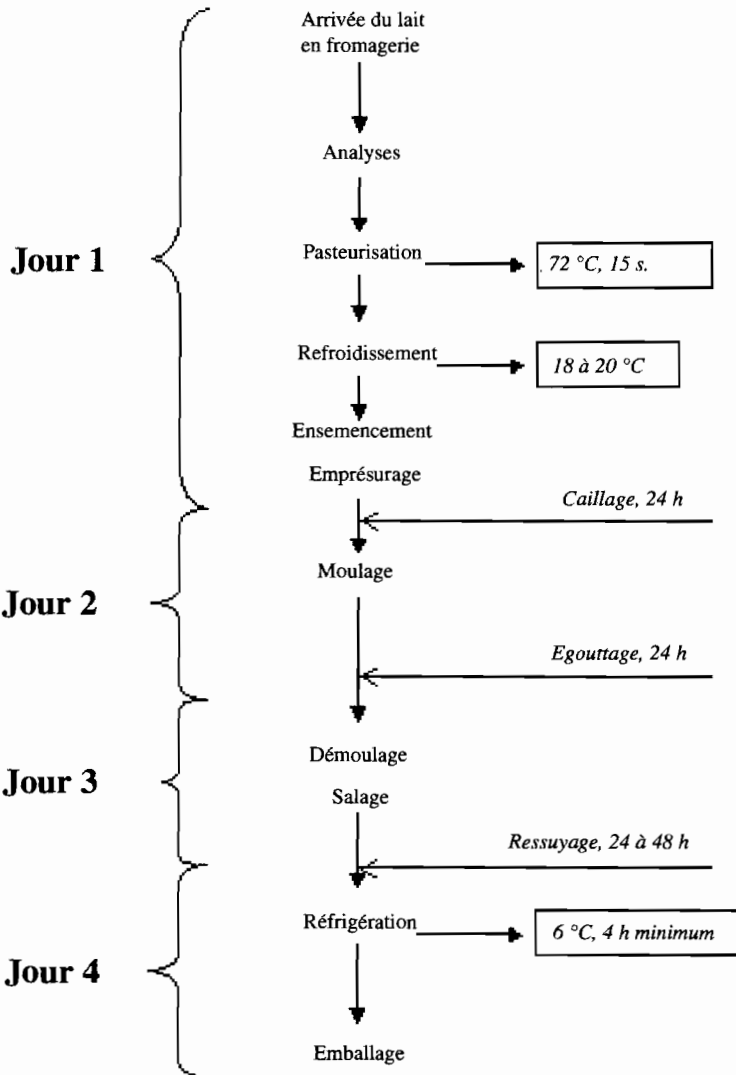 Arrivée du lait
en fromagerie
Analyses
Jour 1
Pasteurisation
72 °C, 15 s.
Refroidissement
18 à 20 °C
Ensemencement
Emprésurage
Caillage, 24 h
Moulage
Jour 2
Egouttage, 24 h
Démoulage
Jour 3
Salage
Ressuyage, 24 à 48 h
Réfrigération
6 °C, 4 h minimum
Jour 4
Emballage